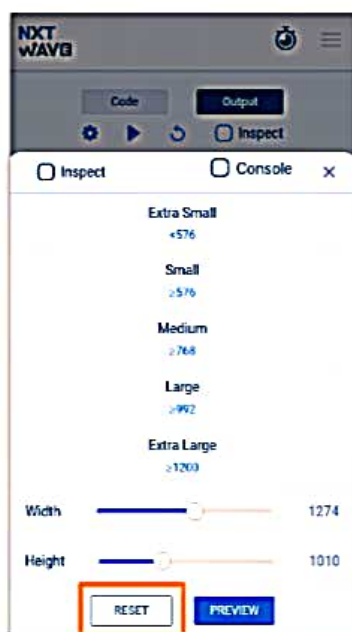 NXT
WAVE
Code Output
Inspect
Inspect Console ×
Extra Small
<576
Small
≥576
Medium
≥768
Large
≥992
Extra Large
≥1200
Width 1274
Height 1010
RESET PREVIEW